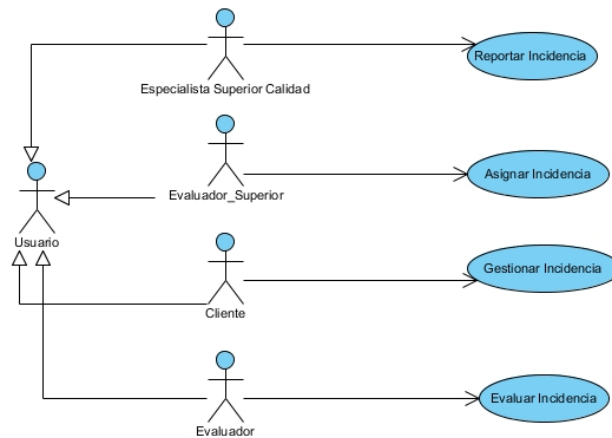 Reportar Incidencia
Especialista Superior Calidad
Asignar Incidencia
Evaluador_Superior
Usuario
Gestionar Incidencia
Cliente
Evaluar Incidencia
Evaluador